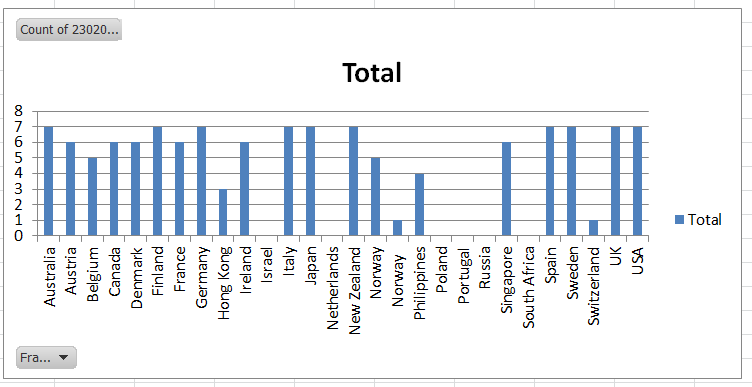 Count of 23020...
Total
8
7
6
5
4
3
2
1
0
Australia
Austria
Belgium
Canada
Denmark
Finland
France
Germany
Hong Kong
Ireland
Israel
Italy
Japan
Netherlands
New Zealand
Norway
Norway
Philippines
Poland
Portugal
Russia
Singapore
South Africa
Spain
Sweden
Switzerland
UK
USA
Total
Fra...